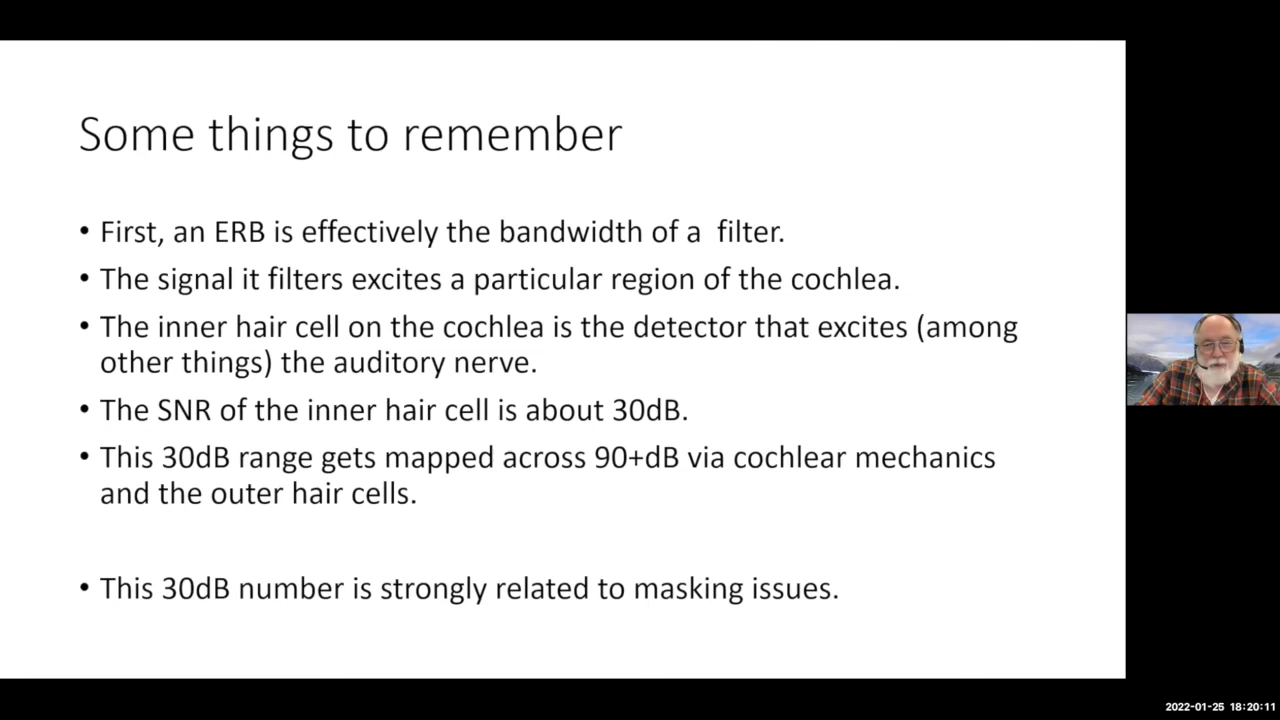 Some things to remember
• First, an ERB is effectively the bandwidth of a  filter.
• The signal it filters excites a particular region of the cochlea.
• The inner hair cell on the cochlea is the detector that excites (among
other things) the auditory nerve.
• The SNR of the inner hair cell is about 30dB.
• This 30dB range gets mapped across 90+dB via cochlear mechanics
and the outer hair cells.
• This 30dB number is strongly related to masking issues.
2022-01-25 18:20:11